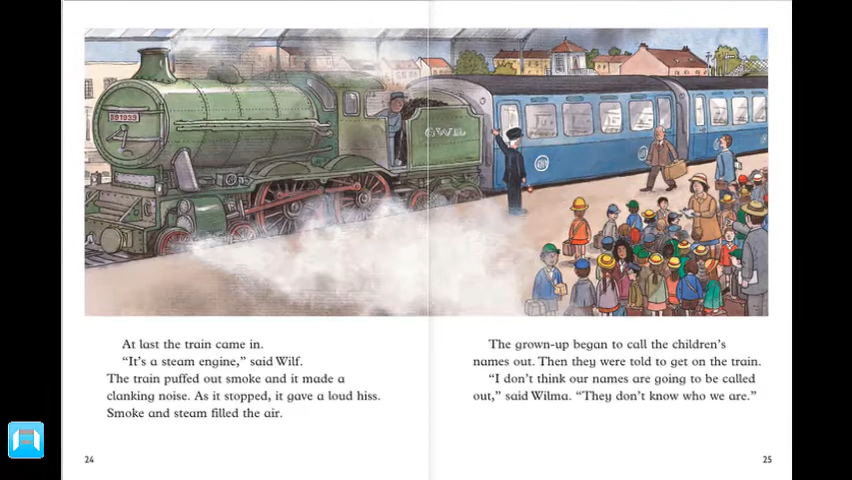 591939
GWR
At last the train came in.
"It's a steam engine," said Wilf.
The train puffed out smoke and it made a
clanking noise. As it stopped, it gave a loud hiss.
Smoke and steam filled the air.
24
The grown-up began to call the children's
names out. Then they were told to get on the train.
"I don't think our names are going to be called
out," said Wilma. "They don't know who we are."
25